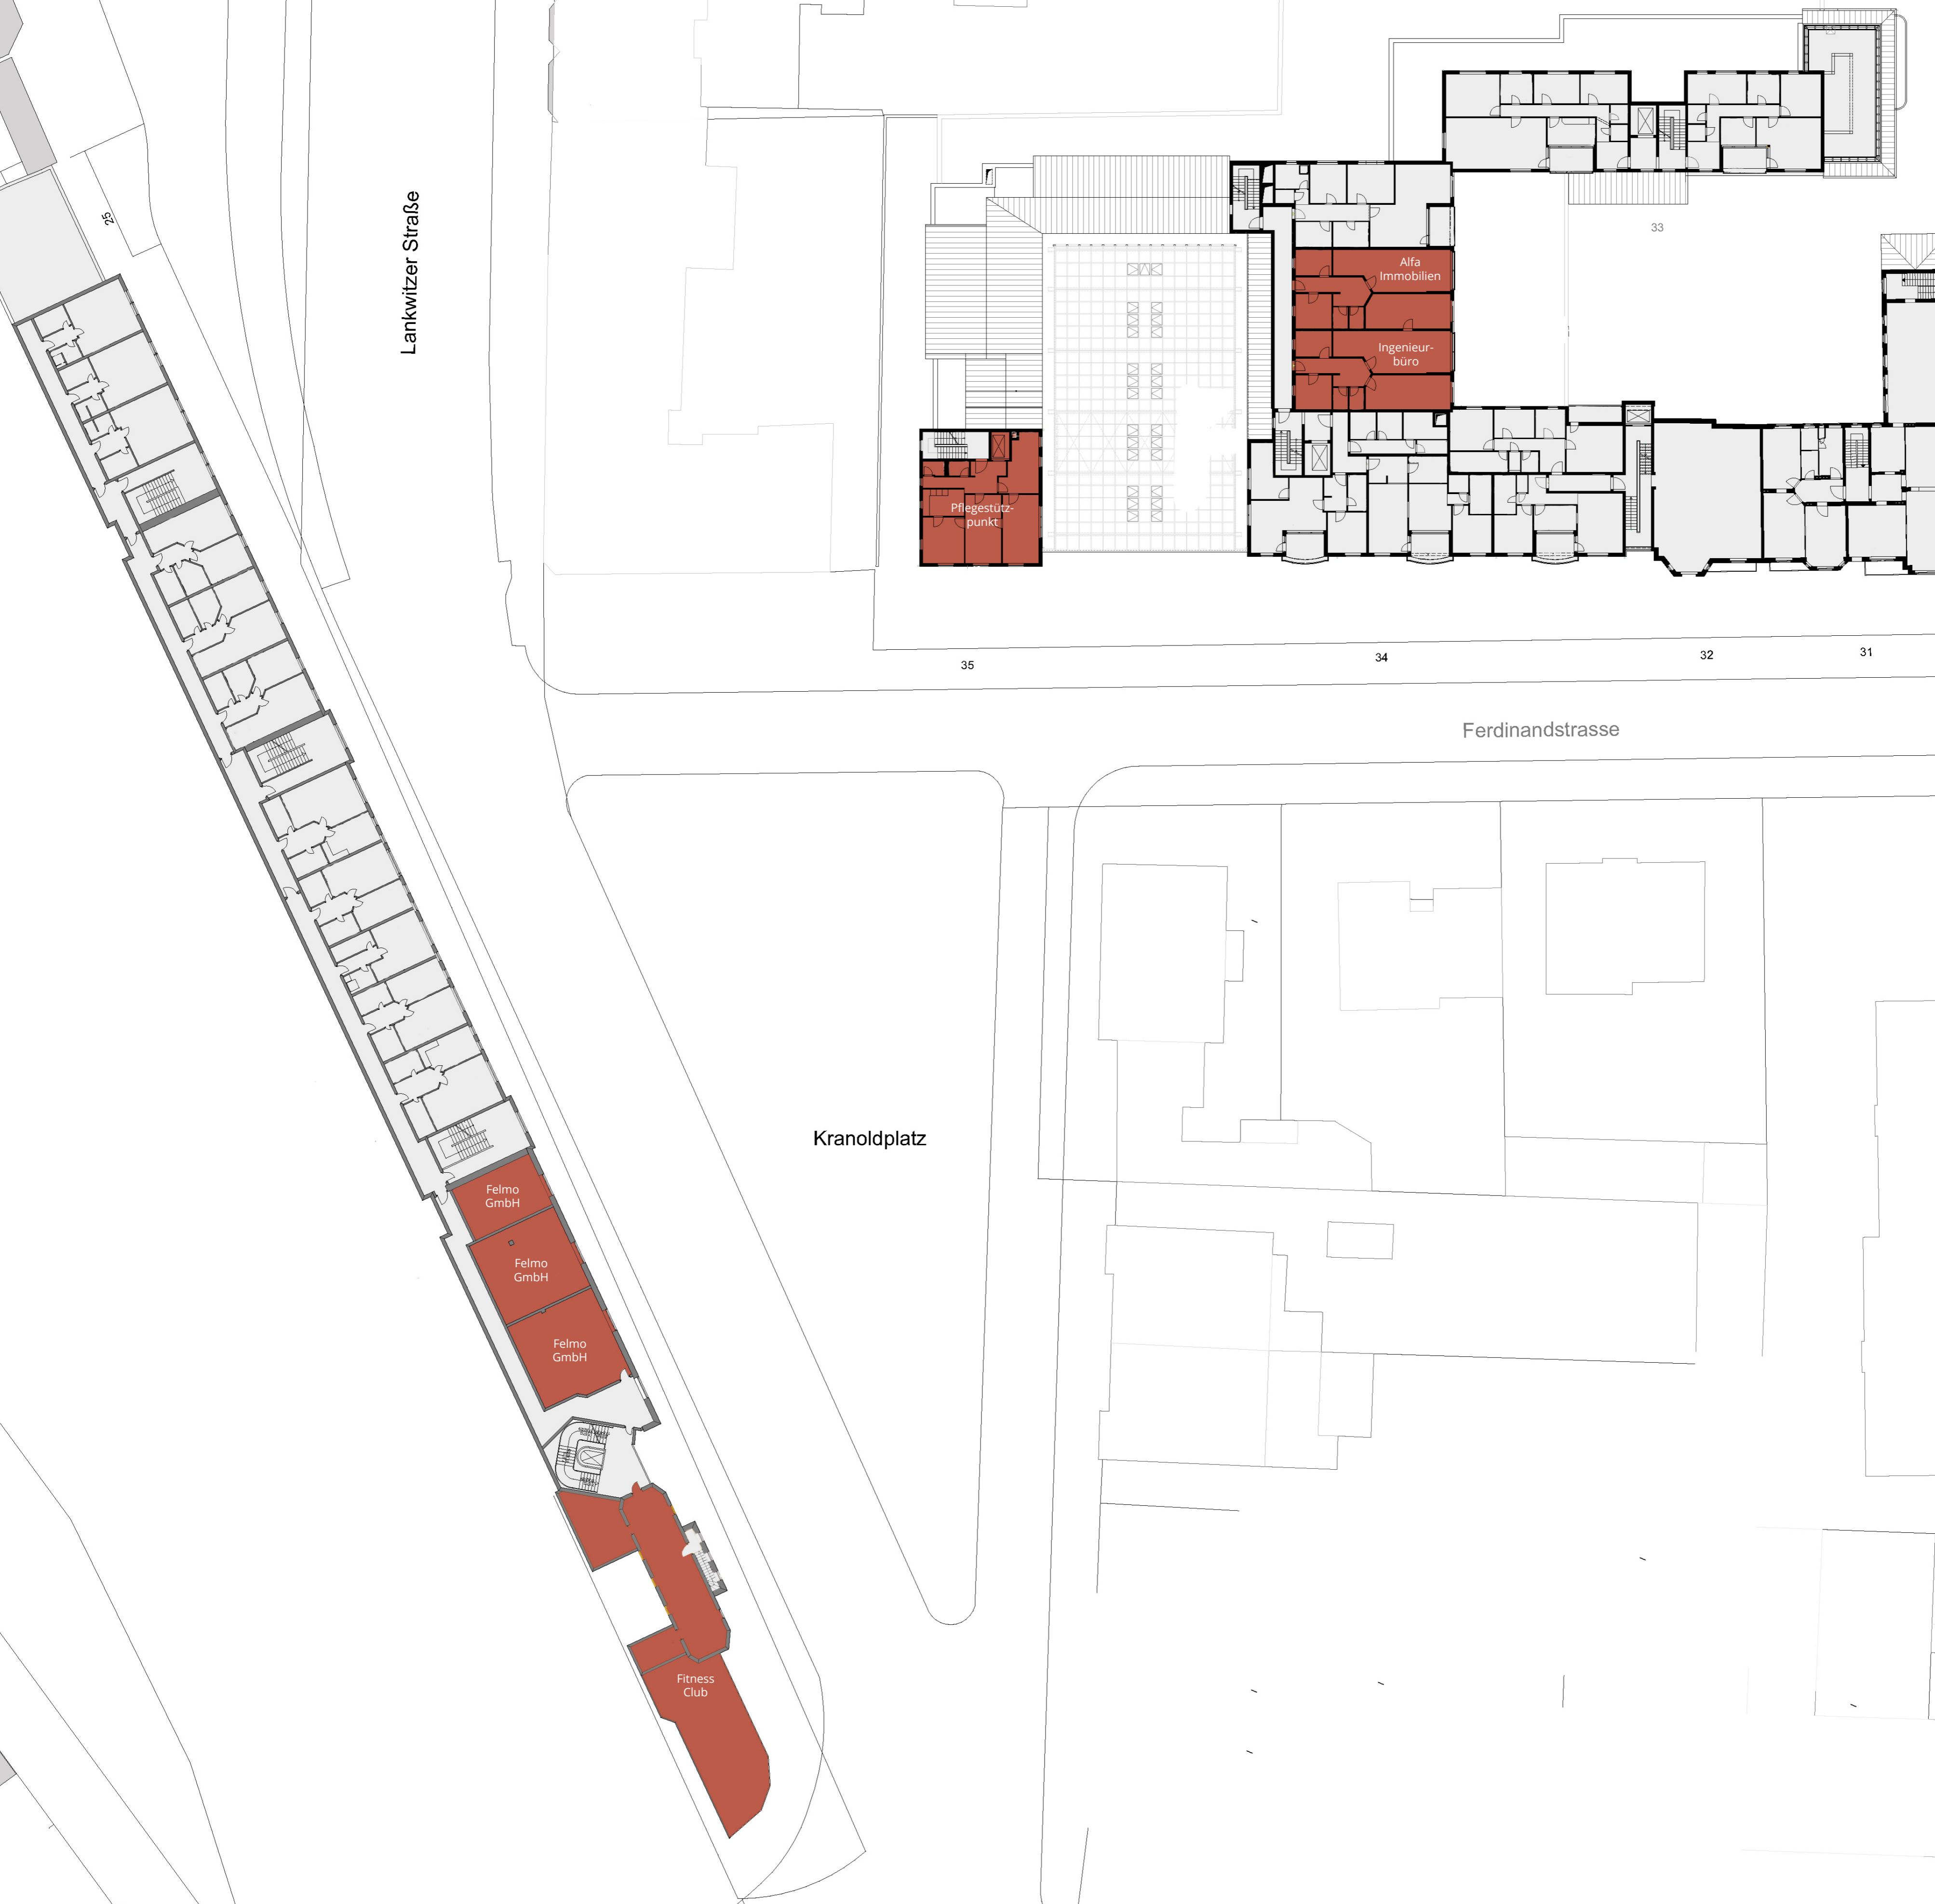 25
Lankwitzer Straße
33
Alfa
Immobilien
Ingenieur-
büro
Pflegestütz-
punkt
35
34
32
31
Ferdinandstrasse
Kranoldplatz
Felmo
GmbH
Felmo
GmbH
Felmo
GmbH
Fitness
Club